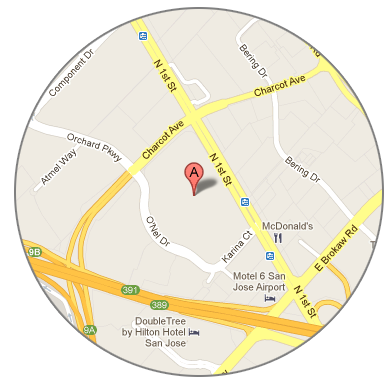 Component Dr
N 1st St
Bering Dr
Rd
Charcot Ave
Charcot Ave
Orchard Pkwy
Atmel Way
A
N 1st St
Bering Dr
O'Nel Dr
Karina Ct
McDonald's
E Brokaw Rd
9B
Motel 6 San
Jose Airport
391
389
N 1st St
9A
DoubleTree
by Hilton Hotel
San Jose